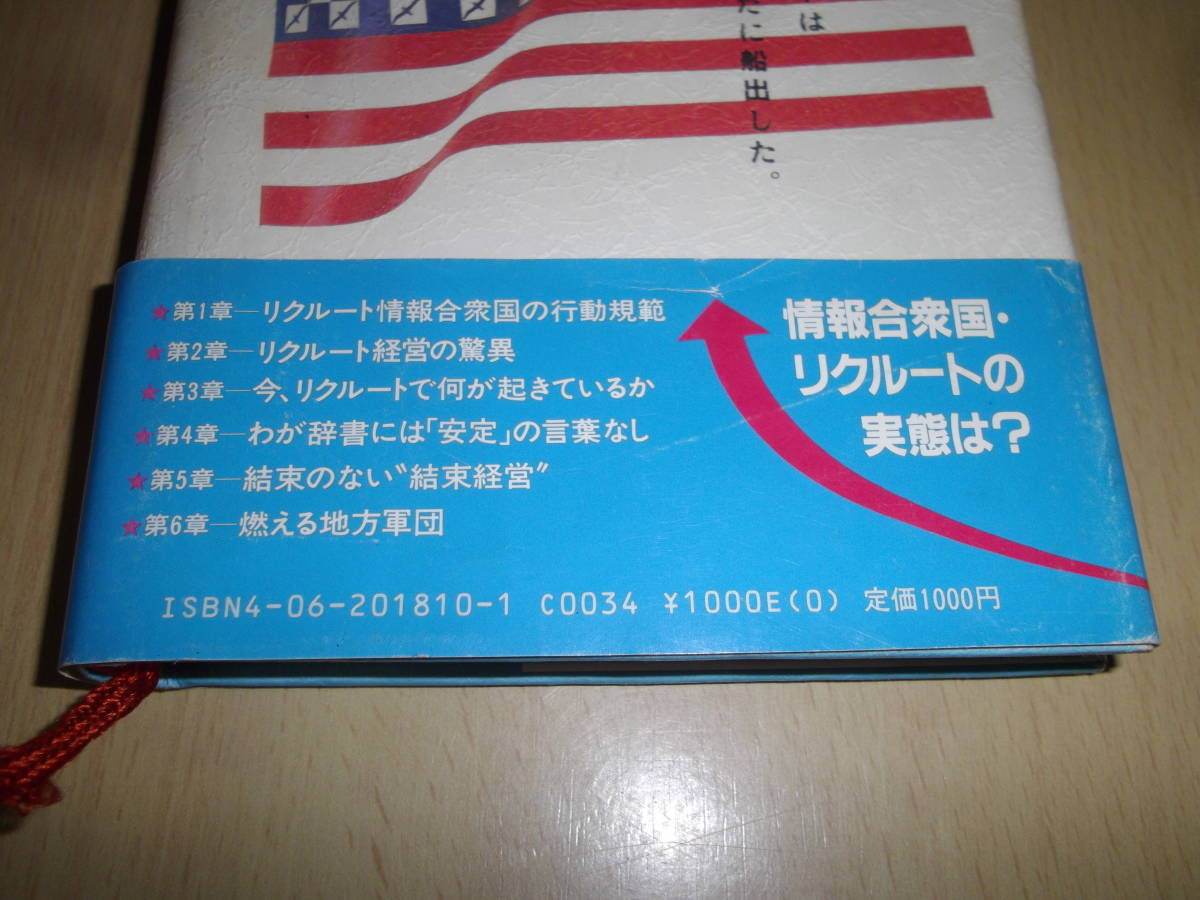 は
たに船出した。
情報合衆国・
リクルートの
実態は?
★第1章―リクルート情報合衆国の行動規範
★第2章―リクルート経営の驚異
★第3章―今、リクルートで何が起きているか
★第4章―わが辞書には「安定」の言葉なし
★第5章―結束のない“結束経営”
★第6章―燃える地方軍団
ISBN4-06-201810-1 C0034 ¥1000E(0) 定価1000円